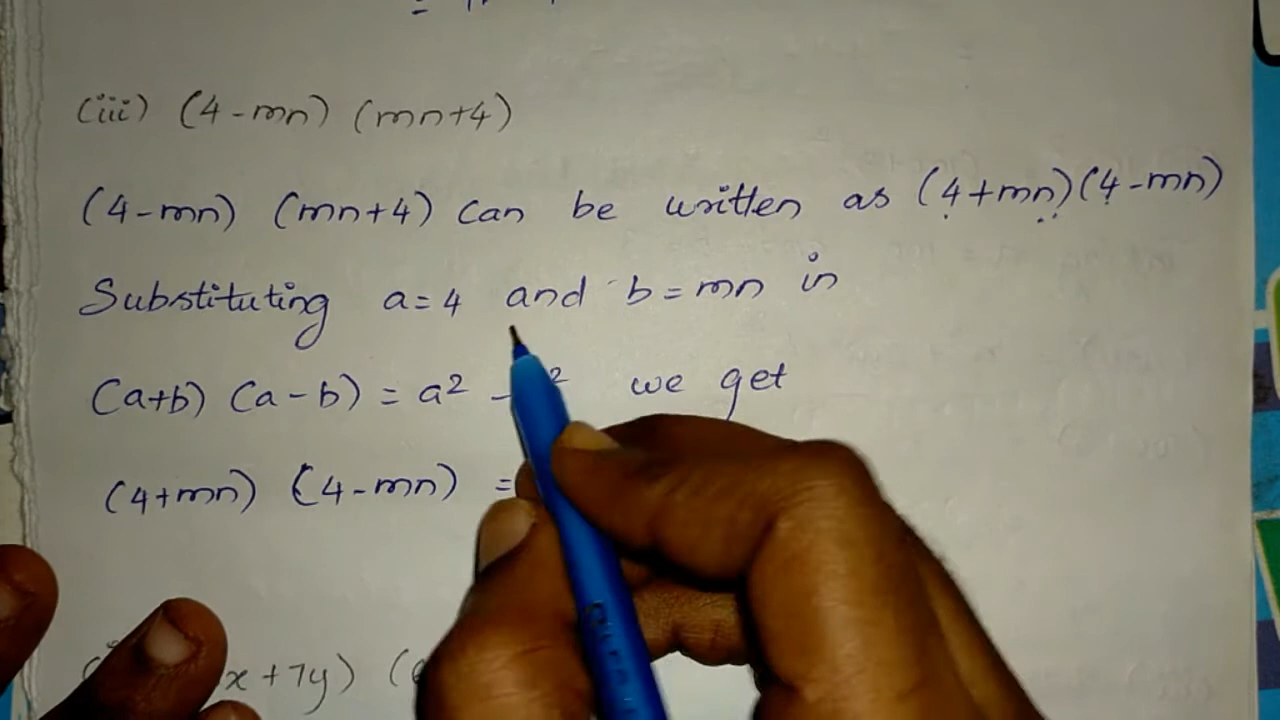 (iii) (4-mn) (mn+4)
(4-mn) (mn+4) can be written as (4+mn)(4-mn)
Substituting a=4 and b=mn in
(a+b) (a-b) = a² - ² we get
(4+mn) (4-mn) =
x+7y) (